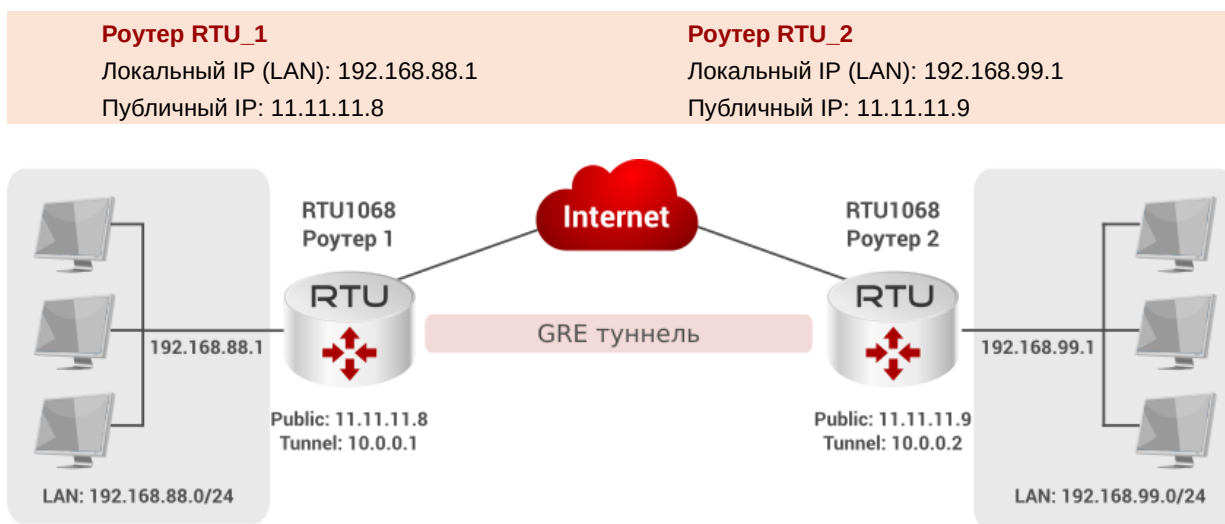 Роутер RTU_1
Локальный IP (LAN): 192.168.88.1
Публичный IP: 11.11.11.8
Роутер RTU_2
Локальный IP (LAN): 192.168.99.1
Публичный IP: 11.11.11.9
RTU1068
Роутер 1
Internet
RTU1068
Роутер 2
RTU
RTU
GRE туннель
192.168.88.1
192.168.99.1
Public: 11.11.11.8
Tunnel: 10.0.0.1
Public: 11.11.11.9
Tunnel: 10.0.0.2
LAN: 192.168.88.0/24
LAN: 192.168.99.0/24